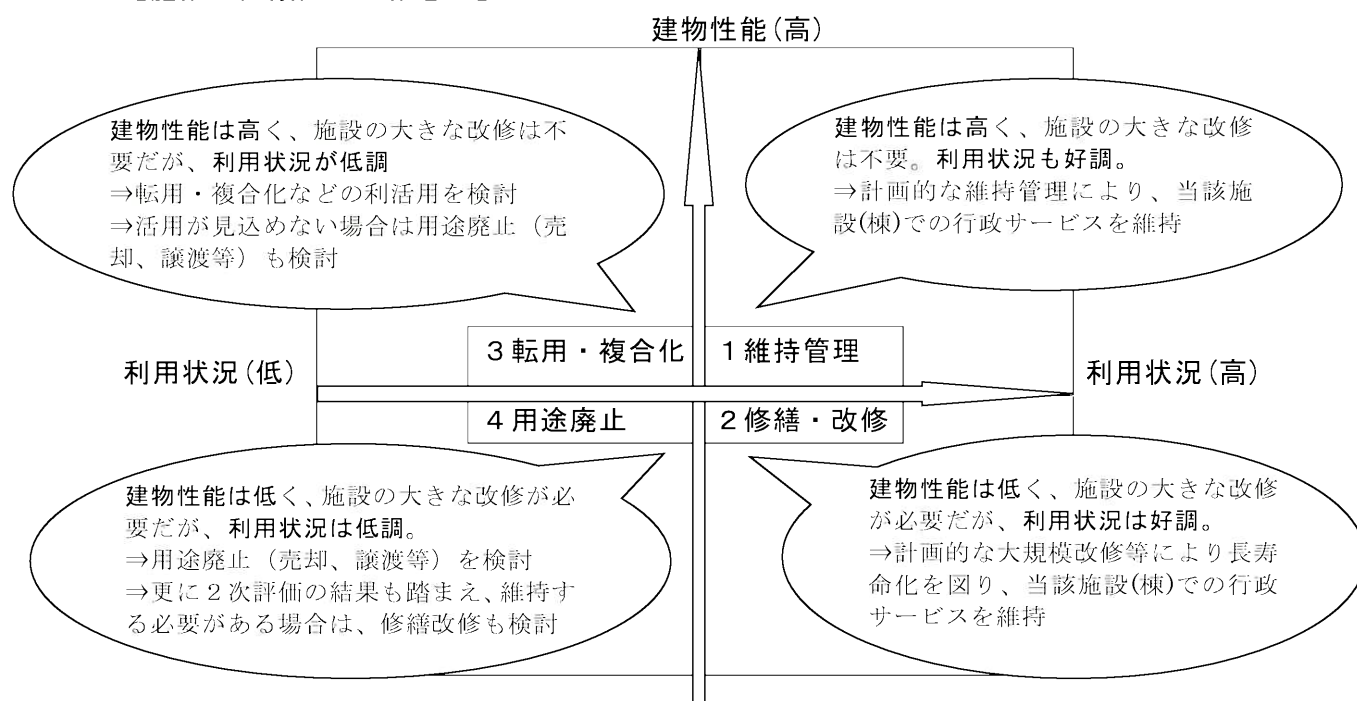 建物性能(高)
建物性能は高く、施設の大きな改修は不
要だが、利用状況が低調
⇒転用・複合化などの利活用を検討
⇒活用が見込めない場合は用途廃止（売
却、譲渡等）も検討
建物性能は高く、施設の大きな改修
は不要。利用状況も好調。
⇒計画的な維持管理により、当該施
設(棟)での行政サービスを維持
利用状況(低)
３転用・複合化
１維持管理
利用状況(高)
４用途廃止
２修繕・改修
建物性能は低く、施設の大きな改修が必
要だが、利用状況は低調。
⇒用途廃止（売却、譲渡等）を検討
⇒更に２次評価の結果も踏まえ、維持す
る必要がある場合は、修繕改修も検討
建物性能は低く、施設の大きな改修
が必要だが、利用状況は好調。
⇒計画的な大規模改修等により長寿
命化を図り、当該施設(棟)での行政
サービスを維持